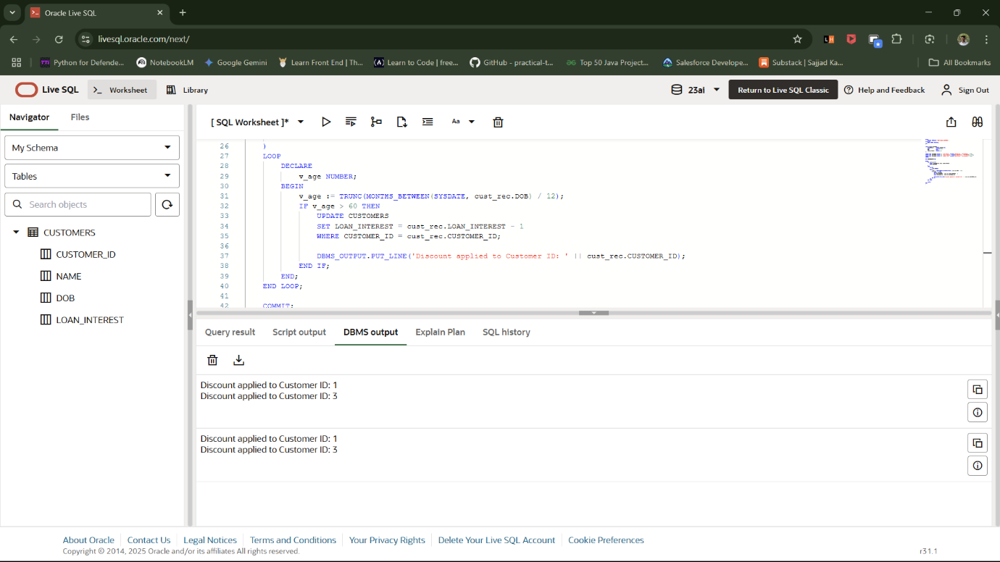 Oracle Live SQL
livesql.oracle.com/next/
Python for Defende...
NotebookLM
Google Gemini
Learn Front End | Th...
Learn to Code | free...
GitHub - practical-t...
Top 50 Java Project...
Salesforce Develope...
Substack | Sajjad Ka...
All Bookmarks
Live SQL
>_ Worksheet
Library
23ai
Return to Live SQL Classic
Help and Feedback
Sign Out
Navigator
Files
My Schema
Tables
Search objects
CUSTOMERS
CUSTOMER_ID
NAME
DOB
LOAN_INTEREST
[ SQL Worksheet ]*
Aa
26 )
27 LOOP
28 DECLARE
29 v_age NUMBER;
30 BEGIN
31 v_age := TRUNC(MONTHS_BETWEEN(SYSDATE, cust_rec.DOB) / 12);
32 IF v_age > 60 THEN
33 UPDATE CUSTOMERS
34 SET LOAN_INTEREST = cust_rec.LOAN_INTEREST - 1
35 WHERE CUSTOMER_ID = cust_rec.CUSTOMER_ID;
36
37 DBMS_OUTPUT.PUT_LINE('Discount applied to Customer ID: ' || cust_rec.CUSTOMER_ID);
38 END IF;
39 END;
40 END LOOP;
41
42 COMMIT;
Query result
Script output
DBMS output
Explain Plan
SQL history
Discount applied to Customer ID: 1
Discount applied to Customer ID: 3
Discount applied to Customer ID: 1
Discount applied to Customer ID: 3
About Oracle
Contact Us
Legal Notices
Terms and Conditions
Your Privacy Rights
Delete Your Live SQL Account
Cookie Preferences
Copyright © 2014, 2025 Oracle and/or its affiliates All rights reserved.
r31.1